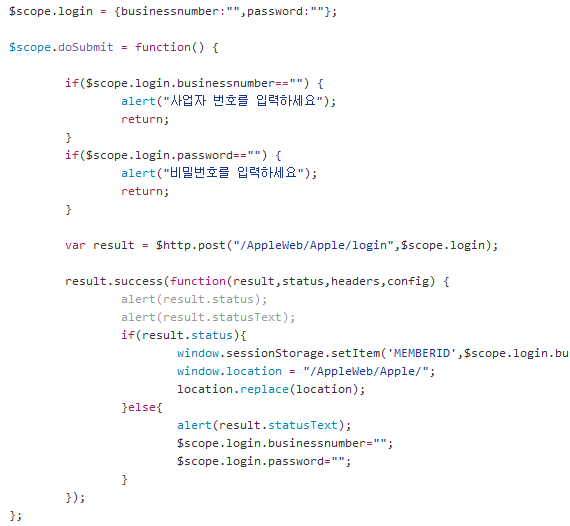 $scope.login = {businessnumber:"",password:""};
$scope.doSubmit = function() {
if($scope.login.businessnumber=="") {
alert("사업자 번호를 입력하세요");
return;
}
if($scope.login.password=="") {
alert("비밀번호를 입력하세요");
return;
}
var result = $http.post("/AppleWeb/Apple/login",$scope.login);
result.success(function(result,status,headers,config) {
alert(result.status);
alert(result.statusText);
if(result.status){
window.sessionStorage.setItem('MEMBERID',$scope.login.bu
window.location = "/AppleWeb/Apple/";
location.replace(location);
}else{
alert(result.statusText);
$scope.login.businessnumber="";
$scope.login.password="";
}
});
};